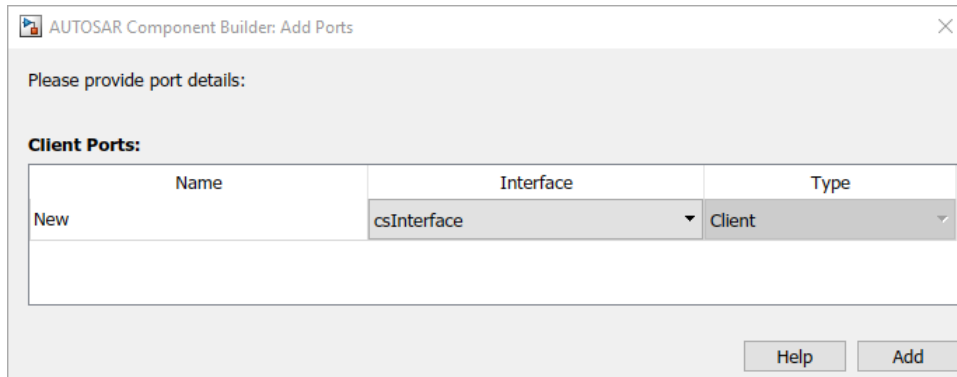 AUTOSAR Component Builder: Add Ports
Please provide port details:
Client Ports:
Name Interface Type
New csInterface Client
Help Add